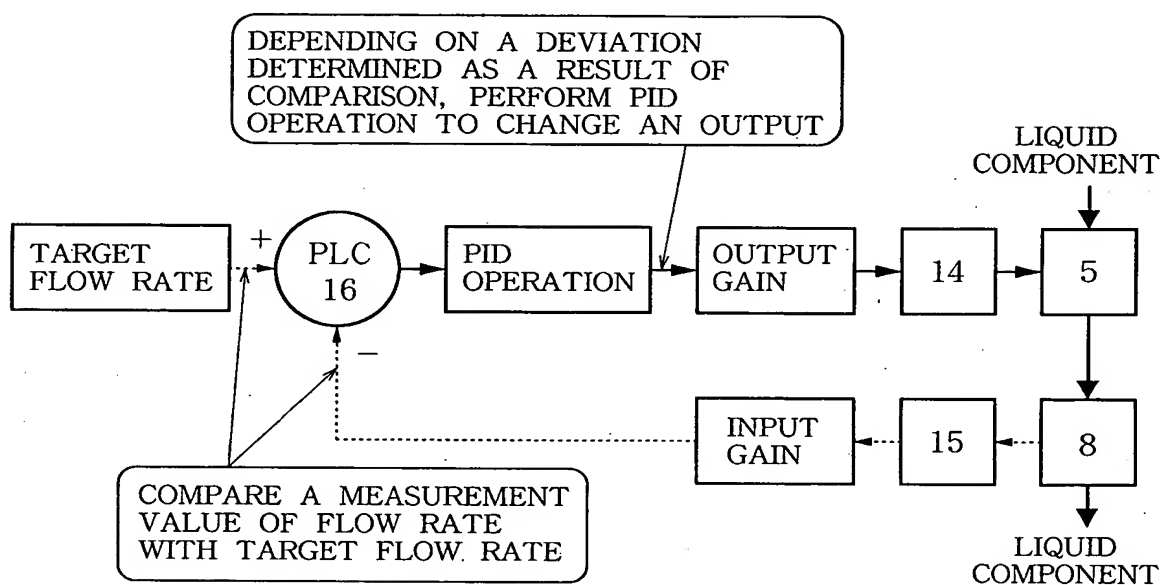 DEPENDING ON A DEVIATION
DETERMINED AS A RESULT OF
COMPARISON, PERFORM PID
OPERATION TO CHANGE AN OUTPUT
LIQUID
COMPONENT
TARGET
FLOW RATE
+
PLC
16
PID
OPERATION
OUTPUT
GAIN
14
5
−
INPUT
GAIN
15
8
COMPARE A MEASUREMENT
VALUE OF FLOW RATE
WITH TARGET FLOW. RATE
LIQUID
COMPONENT